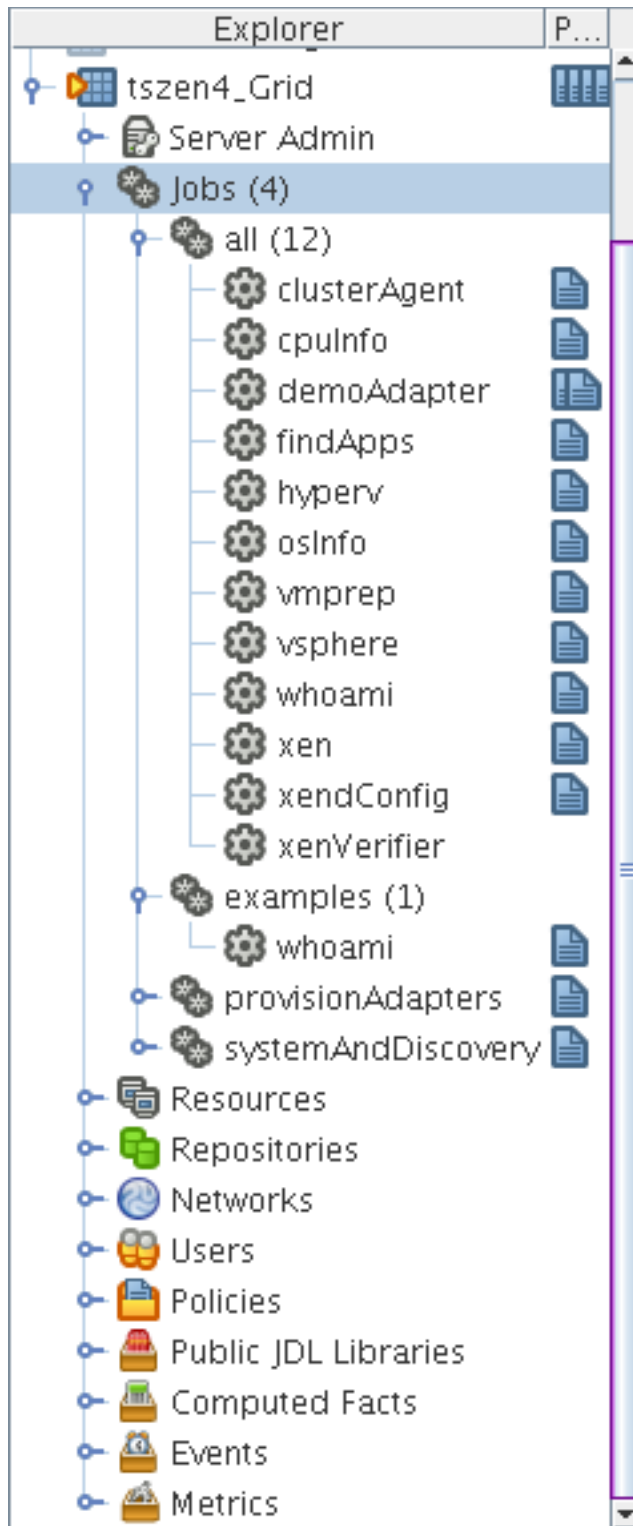 Explorer P...
tszen4_Grid
Server Admin
Jobs (4)
all (12)
clusterAgent
cpuInfo
demoAdapter
findApps
hyperv
osInfo
vmprep
vsphere
whoami
xen
xendConfig
xenVerifier
examples (1)
whoami
provisionAdapters
systemAndDiscovery
Resources
Repositories
Networks
Users
Policies
Public JDL Libraries
Computed Facts
Events
Metrics